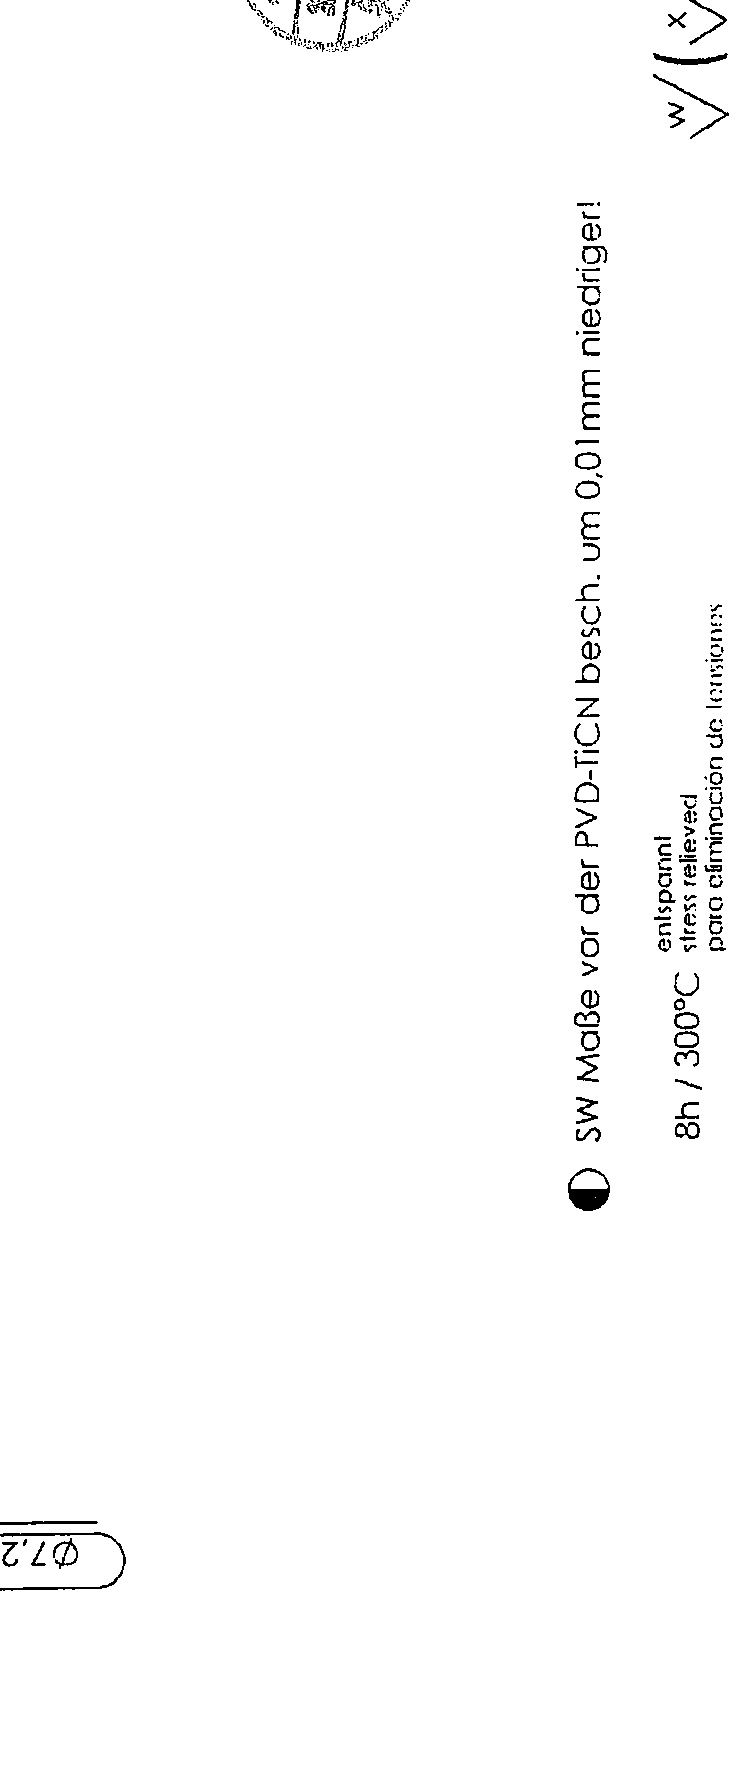 ◐ SW Maße vor der PVD-TiCN besch. um 0,01mm niedriger!
8h / 300°C
entspannt
stress relieved
para eliminación de tensiones
w
x
Ø7,2